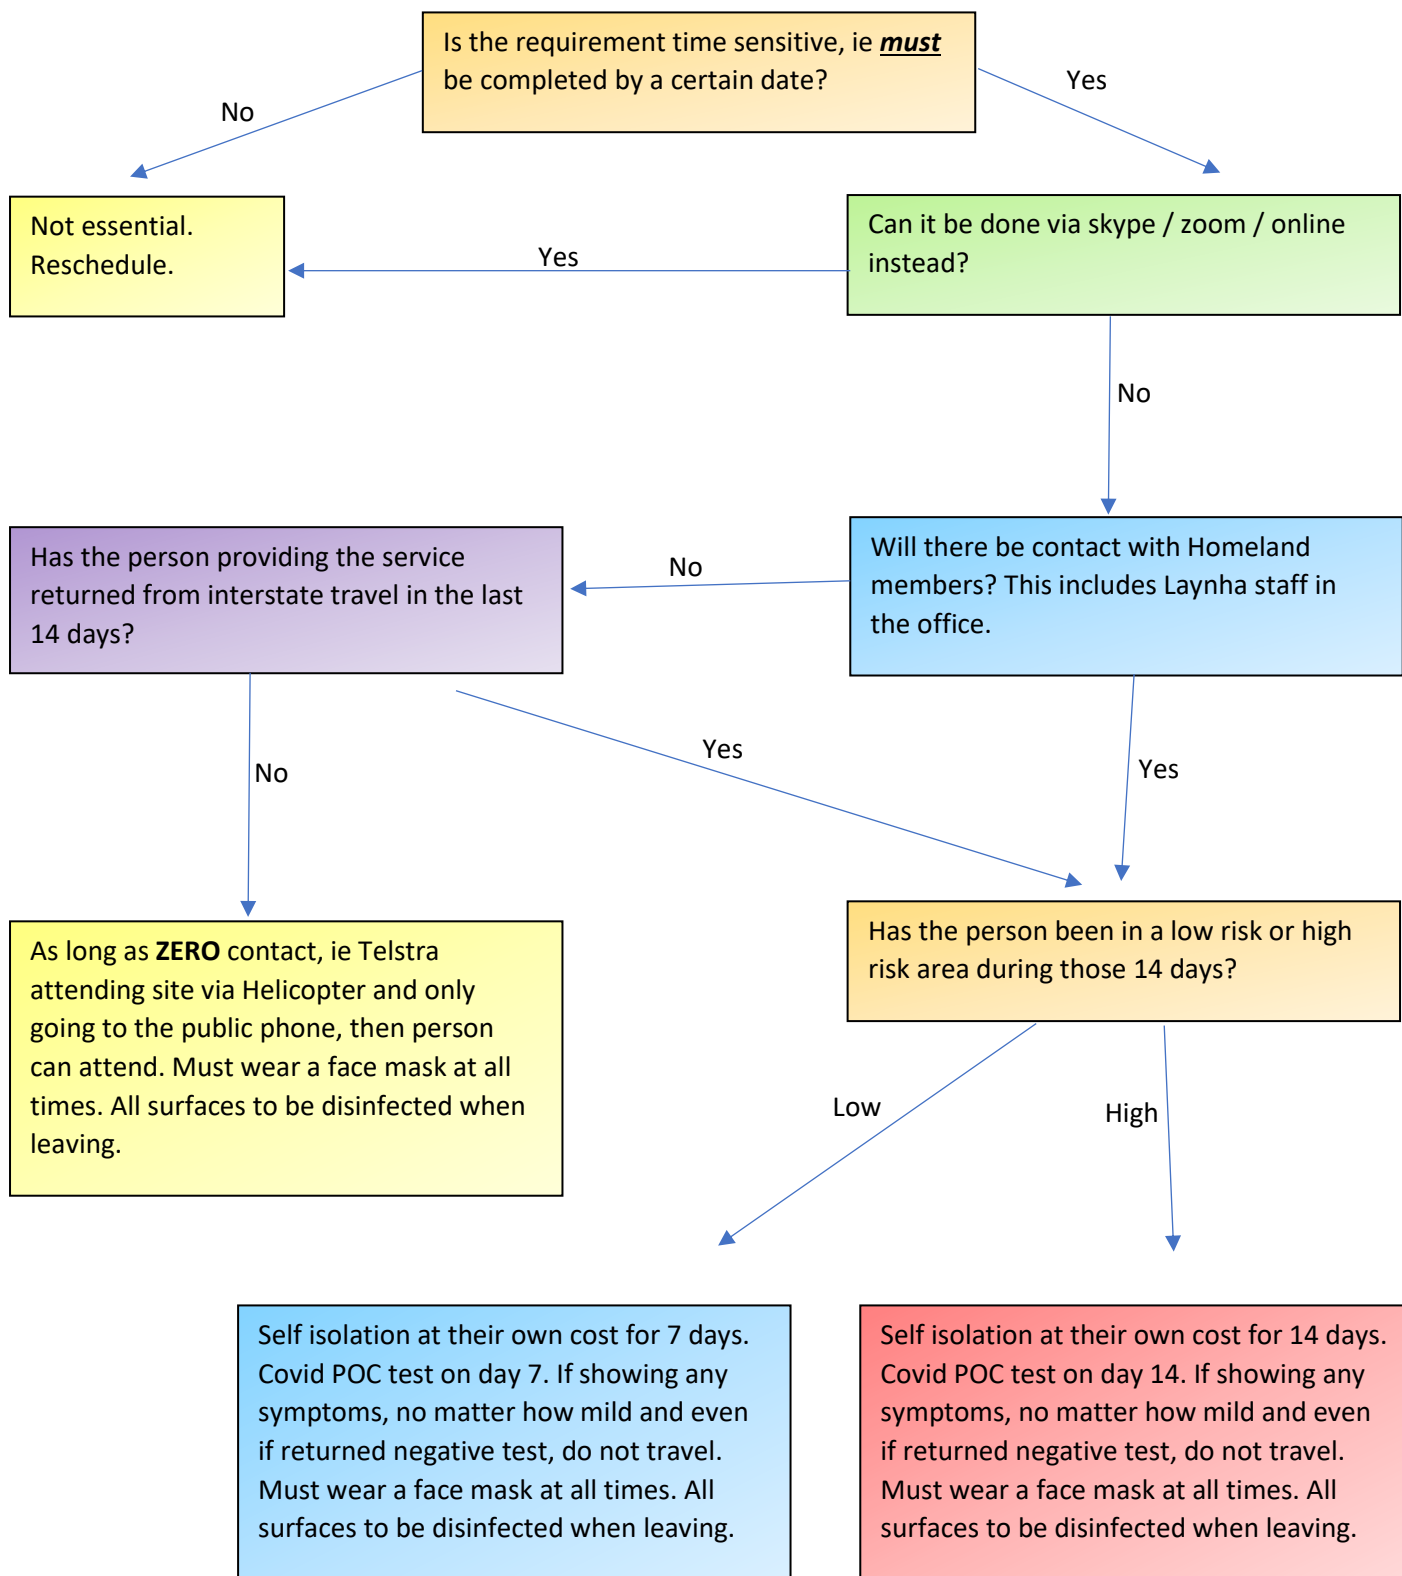 Is the requirement time sensitive, ie must
be completed by a certain date?
No
Yes
Not essential.
Reschedule.
Yes
Can it be done via skype / zoom / online
instead?
No
Has the person providing the service
returned from interstate travel in the last
14 days?
No
Will there be contact with Homeland
members? This includes Laynha staff in
the office.
No
Yes
Yes
As long as ZERO contact, ie Telstra
attending site via Helicopter and only
going to the public phone, then person
can attend. Must wear a face mask at all
times. All surfaces to be disinfected when
leaving.
Has the person been in a low risk or high
risk area during those 14 days?
Low
High
Self isolation at their own cost for 7 days.
Covid POC test on day 7. If showing any
symptoms, no matter how mild and even
if returned negative test, do not travel.
Must wear a face mask at all times. All
surfaces to be disinfected when leaving.
Self isolation at their own cost for 14 days.
Covid POC test on day 14. If showing any
symptoms, no matter how mild and even
if returned negative test, do not travel.
Must wear a face mask at all times. All
surfaces to be disinfected when leaving.